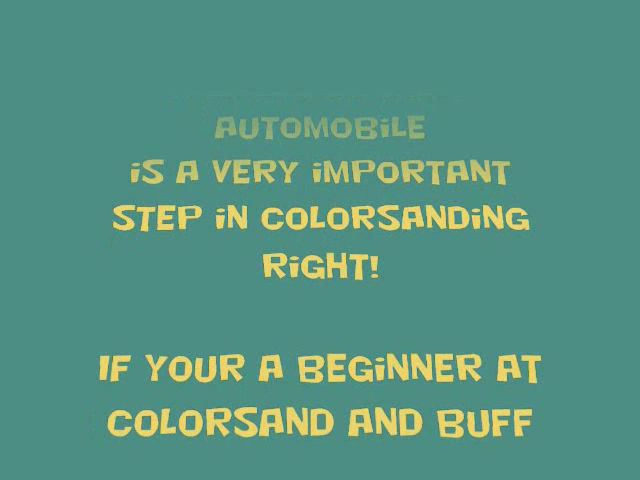 AUTOMOBILE
IS A VERY IMPORTANT
STEP IN COLORSANDING
RIGHT!
IF YOUR A BEGINNER AT
COLORSAND AND BUFF